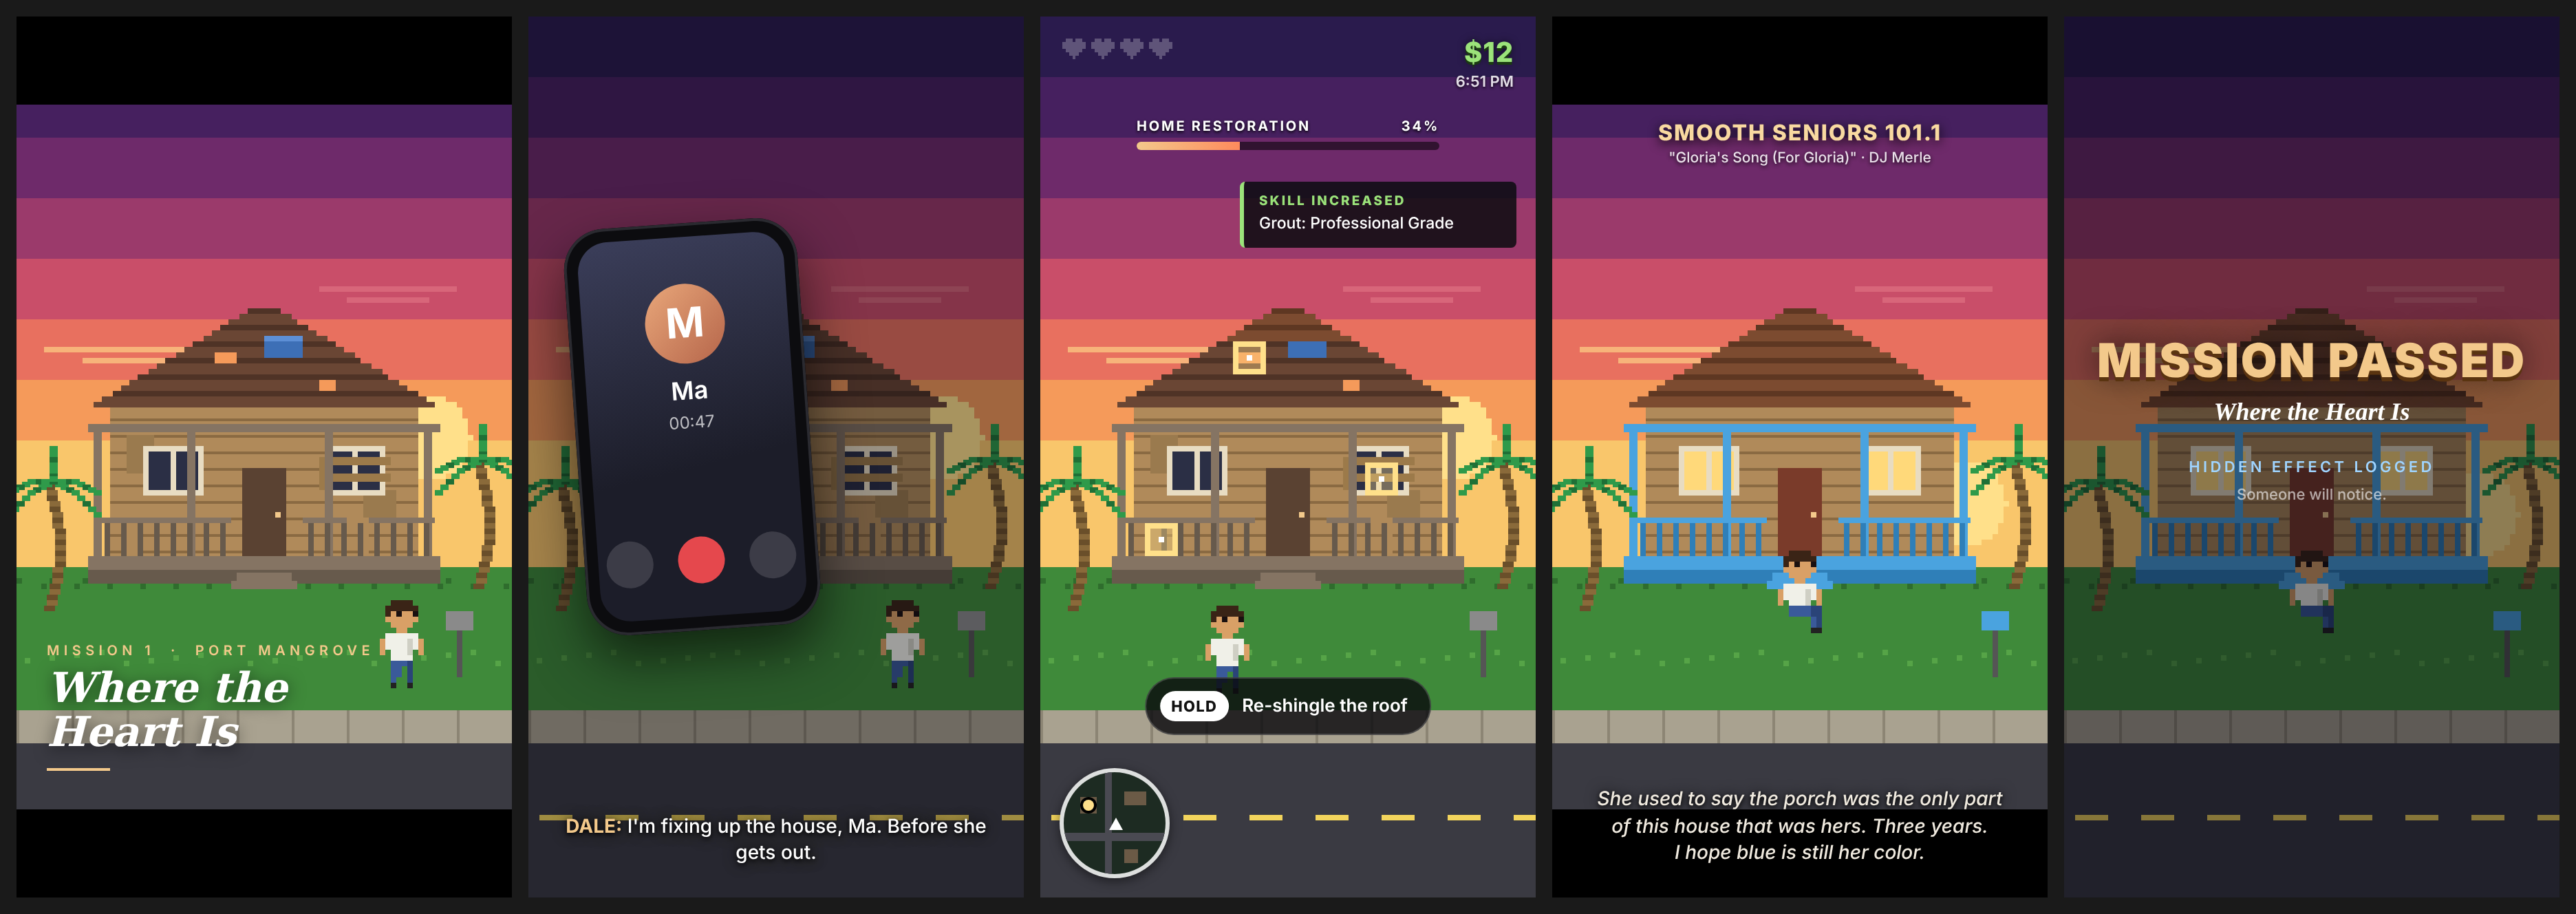 MISSION 1 · PORT MANGROVE
Where the
Heart Is
M
Ma
00:47
DALE: I'm fixing up the house, Ma. Before she
gets out.
$12
6:51 PM
HOME RESTORATION 34%
SKILL INCREASED
Grout: Professional Grade
HOLD Re-shingle the roof
SMOOTH SENIORS 101.1
"Gloria's Song (For Gloria)" · DJ Merle
She used to say the porch was the only part
of this house that was hers. Three years.
I hope blue is still her color.
MISSION PASSED
Where the Heart Is
HIDDEN EFFECT LOGGED
Someone will notice.